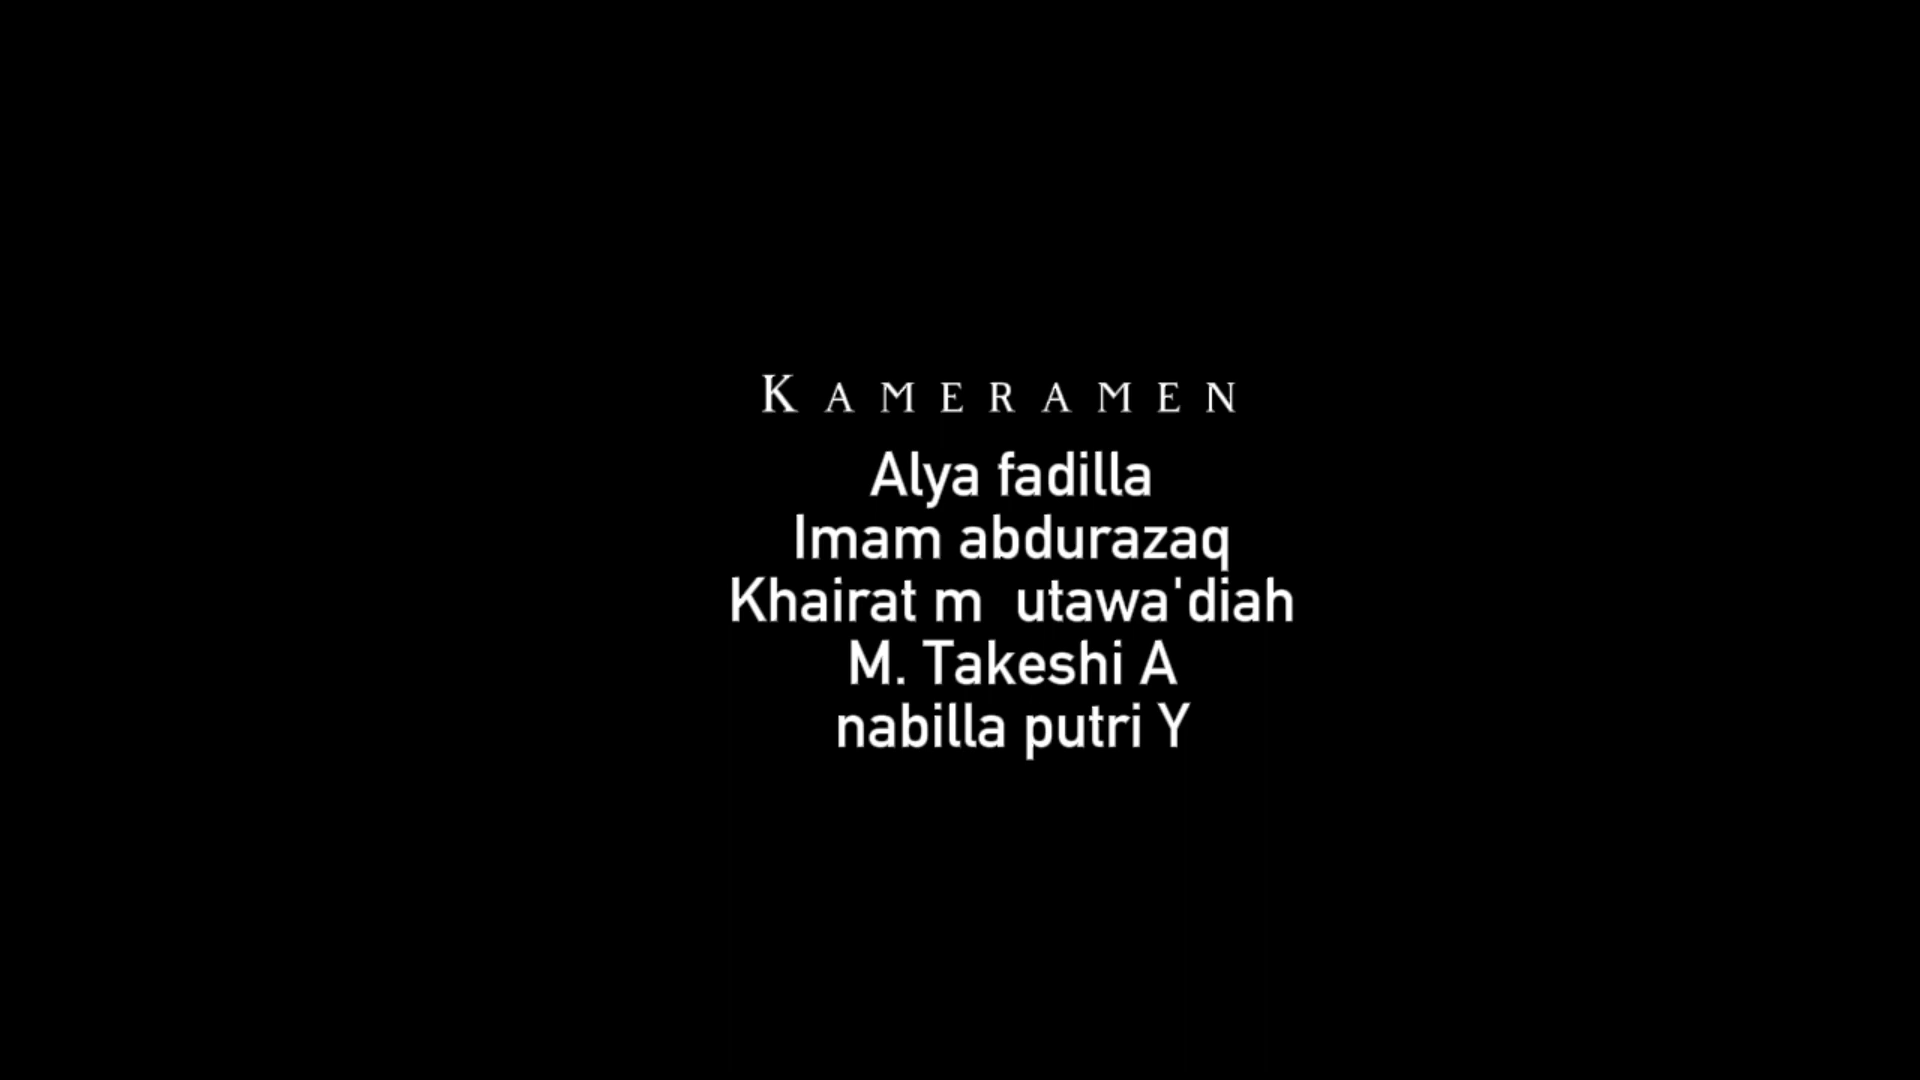 KAMERAMEN
Alya fadilla
Imam abdurazaq
Khairat m  utawa'diah
M. Takeshi A
nabilla putri Y